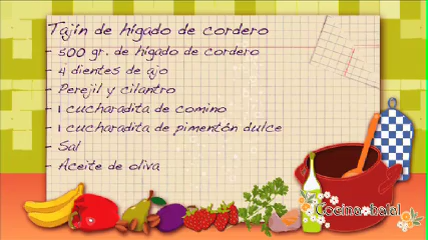 Tajín de hígado de cordero
- 500 gr. de hígado de cordero
- 4 dientes de ajo
- Perejil y cilantro
- 1 cucharadita de comino
- 1 cucharadita de pimentón dulce
- Sal
- Aceite de oliva
Cocina halal